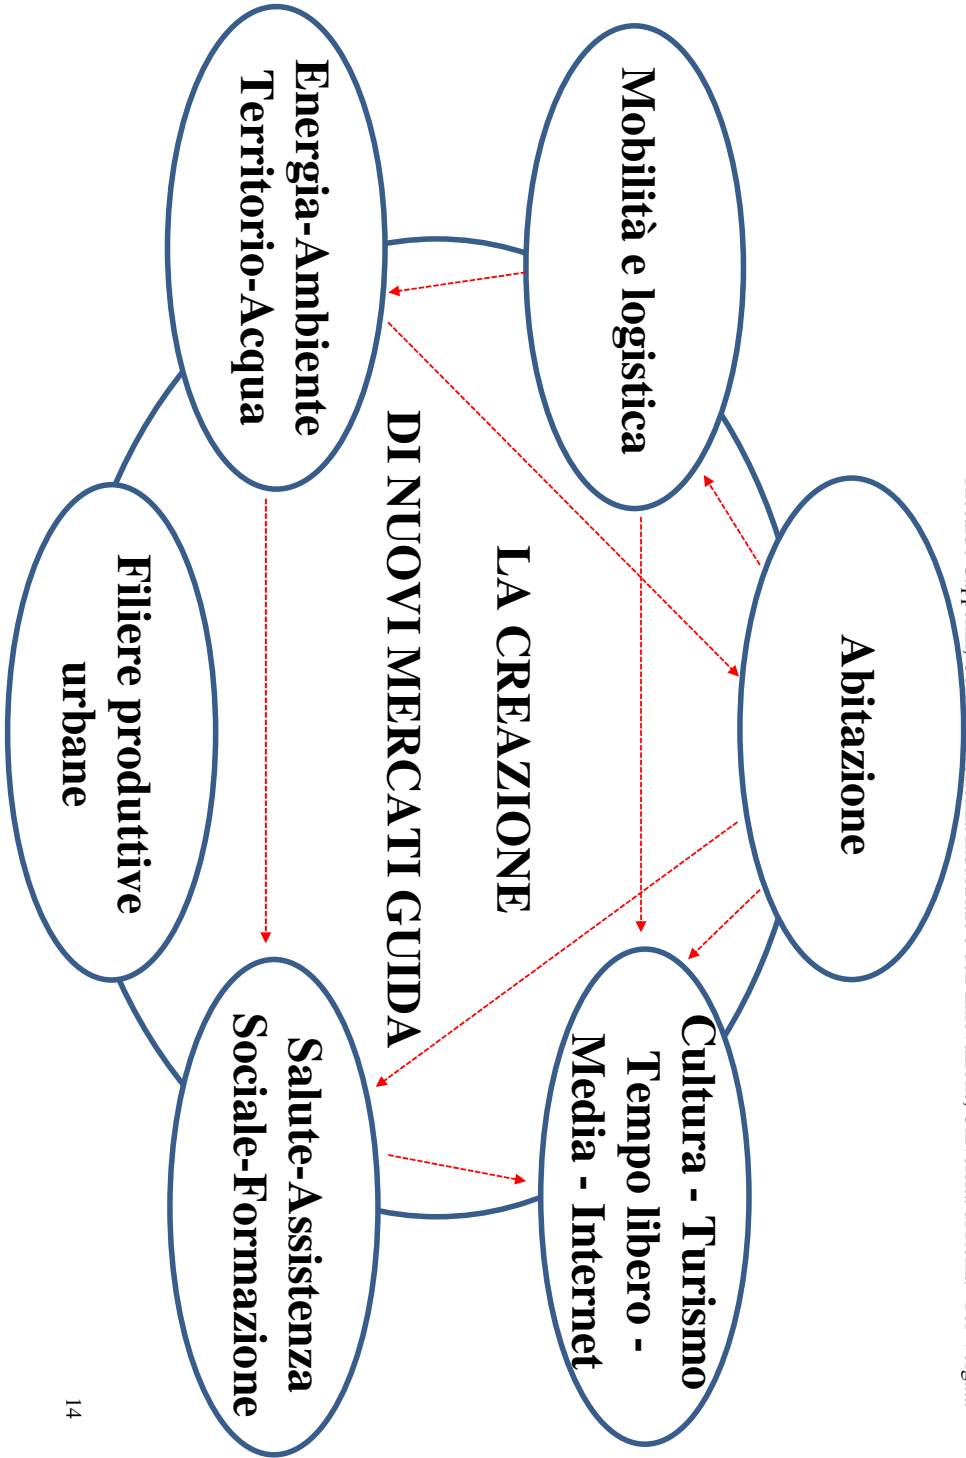 Abitazione
Mobilità e logistica
Cultura - Turismo
Tempo libero -
Media - Internet
LA CREAZIONE
DI NUOVI MERCATI GUIDA
Energia-Ambiente
Territorio-Acqua
Salute-Assistenza
Sociale-Formazione
Filiere produttive
urbane
14